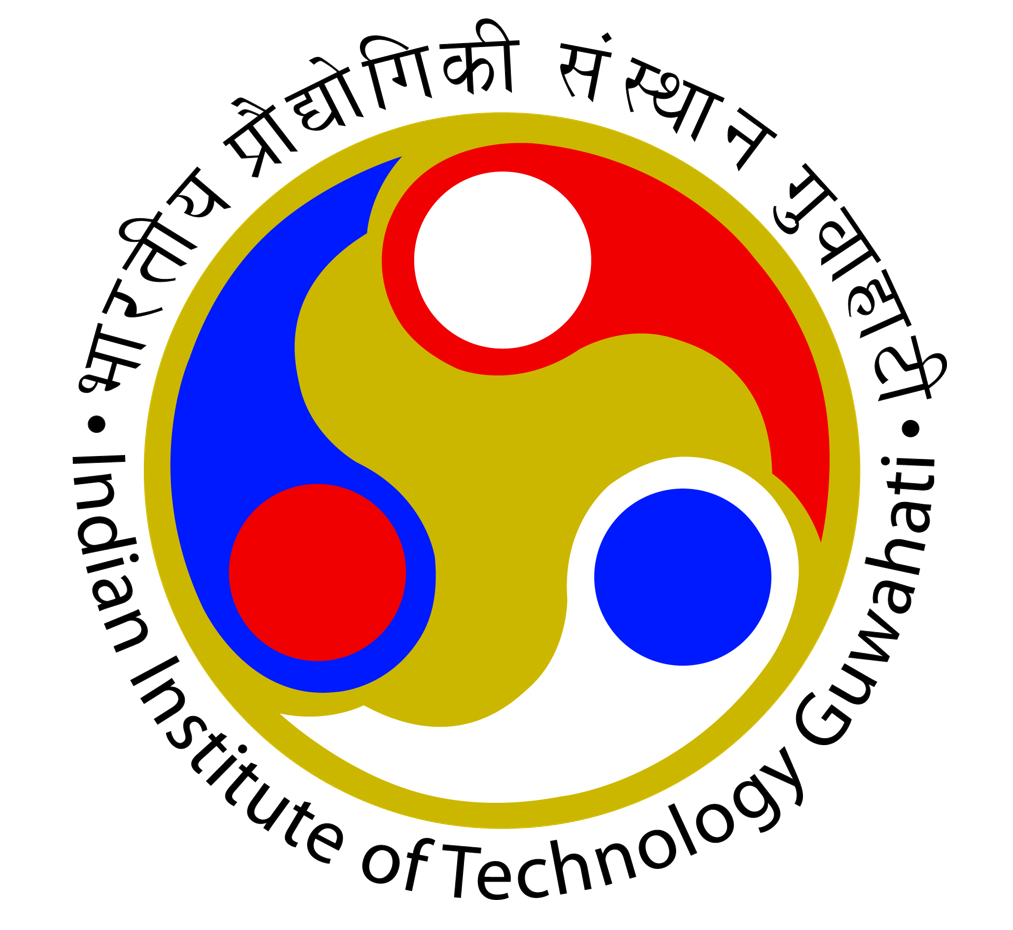 भारतीय प्रौद्योगिकी संस्थान गुवाहाटी
• Indian Institute of Technology Guwahati •